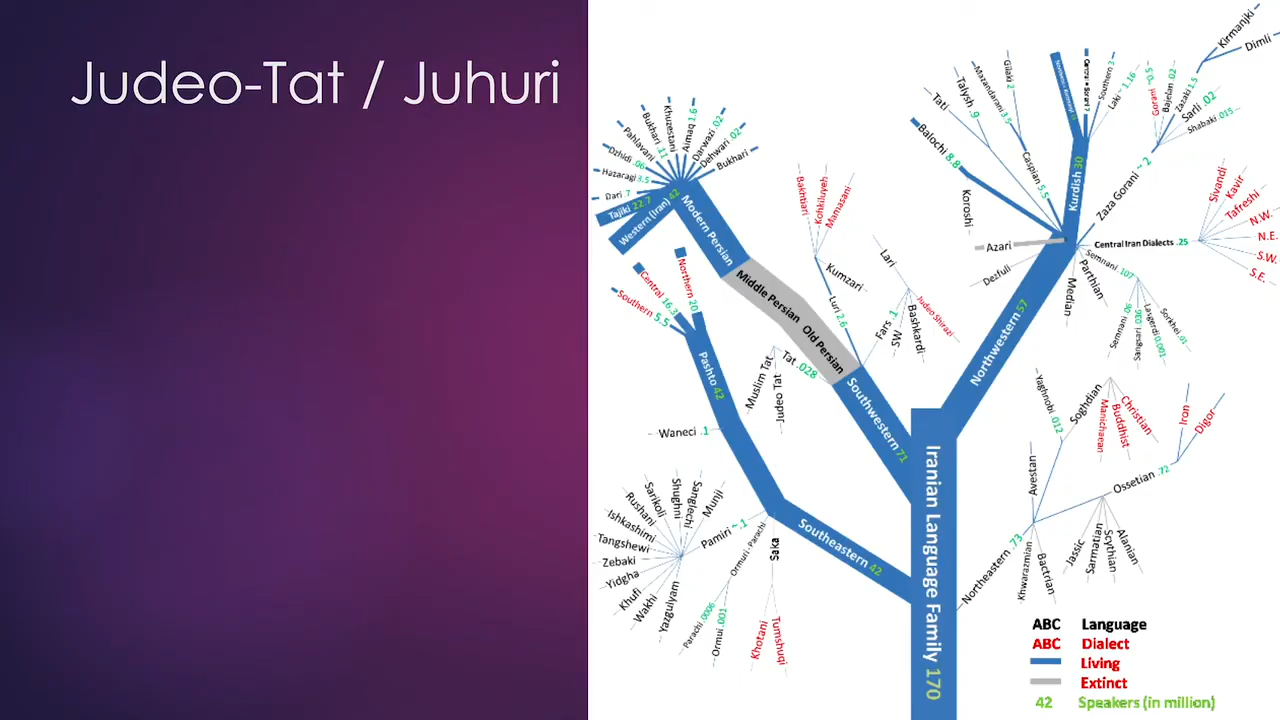 Judeo-Tat / Juhuri
Kirmanjki
Dimli
Tati
Talysh .9
Mazandarani 3.5
Gilaki 2
Caspian 5.5
Southern 3
Laki ~ 1.16
Bajelan .02
Zazaki 1.5
Sarli .02
Shabaki .015
Zaza Gorani ~ 2
Kurdish 30
Balochi 8.8
Koroshi
Azari
Dezfuli
Central Iran Dialects .25
Sivandi
Kavir
Tafreshi
N.W.
N.E.
S.W.
S.E.
Semnani .107
Semnani .06
Sangsari .036
Langerdi 0.001
Sorkhei .01
Parthian
Median
Northwestern 57
Pahlavani
Bukhari .11
Khuzestani
Aimaq 1.6
Darwazi .02
Dehwari .02
Bukhari
Dzhidi .06
Hazaragi 3.5
Dari .7
Tajiki 22.7
Western (Iran) 42
Modern Persian
Middle Persian
Old Persian
Bakhtiari
Kohkiluyeh
Mamasani
Kumzari
Luri 2.6
Lari
Fars .1
SW
Bashkardi
Judeo Shirazi
Tat .028
Muslim Tat
Judeo Tat
Southwestern 71
Southern 5.5
Central 16.3
Northern 20
Pashto 42
Waneci .1
Southeastern 42
Pamiri ~ .1
Munji
Sanglechi
Shughni
Sarikoli
Rushani
Ishkashimi
Tangshewi
Zebaki
Yidgha
Khufi
Wakhi
Yazgulyam
Ormuri-Parachi
Parachi .0006
Ormui .001
Saka
Khotani
Tumshuqi
Yaghnobi .012
Soghdian
Manichaean
Buddhist
Christian
Iron
Digor
Ossetian .72
Avestan
Northeastern .73
Khwarazmian
Bactrian
Jassic
Sarmatian
Scythian
Alanian
Iranian Language Family 170
ABC Language
ABC Dialect
Living
Extinct
42 Speakers (in million)